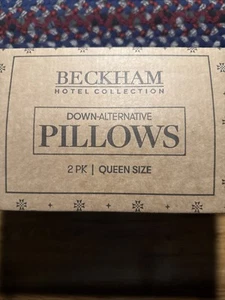 BECKHAM
HOTEL COLLECTION
DOWN-ALTERNATIVE
PILLOWS
2 PK | QUEEN SIZE